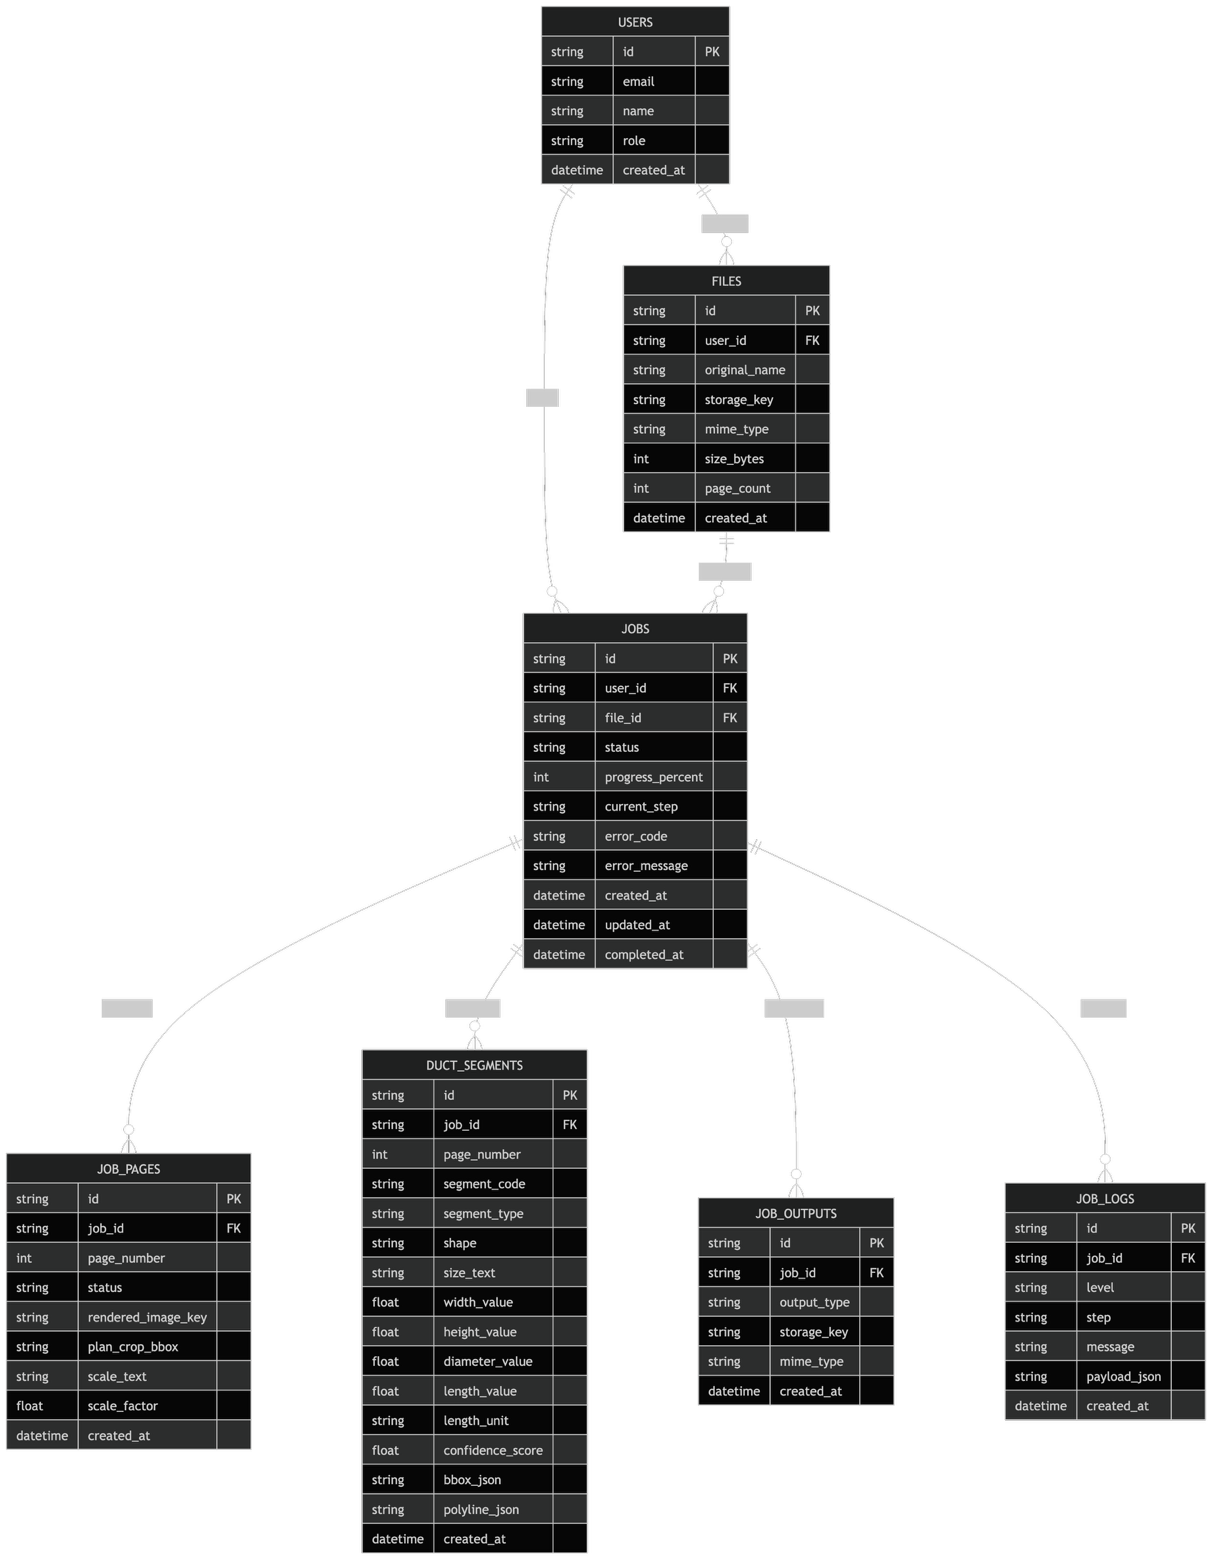 USERS
string id PK
string email
string name
string role
datetime created_at
FILES
string id PK
string user_id FK
string original_name
string storage_key
string mime_type
int size_bytes
int page_count
datetime created_at
JOBS
string id PK
string user_id FK
string file_id FK
string status
int progress_percent
string current_step
string error_code
string error_message
datetime created_at
datetime updated_at
datetime completed_at
JOB_PAGES
string id PK
string job_id FK
int page_number
string status
string rendered_image_key
string plan_crop_bbox
string scale_text
float scale_factor
datetime created_at
DUCT_SEGMENTS
string id PK
string job_id FK
int page_number
string segment_code
string segment_type
string shape
string size_text
float width_value
float height_value
float diameter_value
float length_value
string length_unit
float confidence_score
string bbox_json
string polyline_json
datetime created_at
JOB_OUTPUTS
string id PK
string job_id FK
string output_type
string storage_key
string mime_type
datetime created_at
JOB_LOGS
string id PK
string job_id FK
string level
string step
string message
string payload_json
datetime created_at